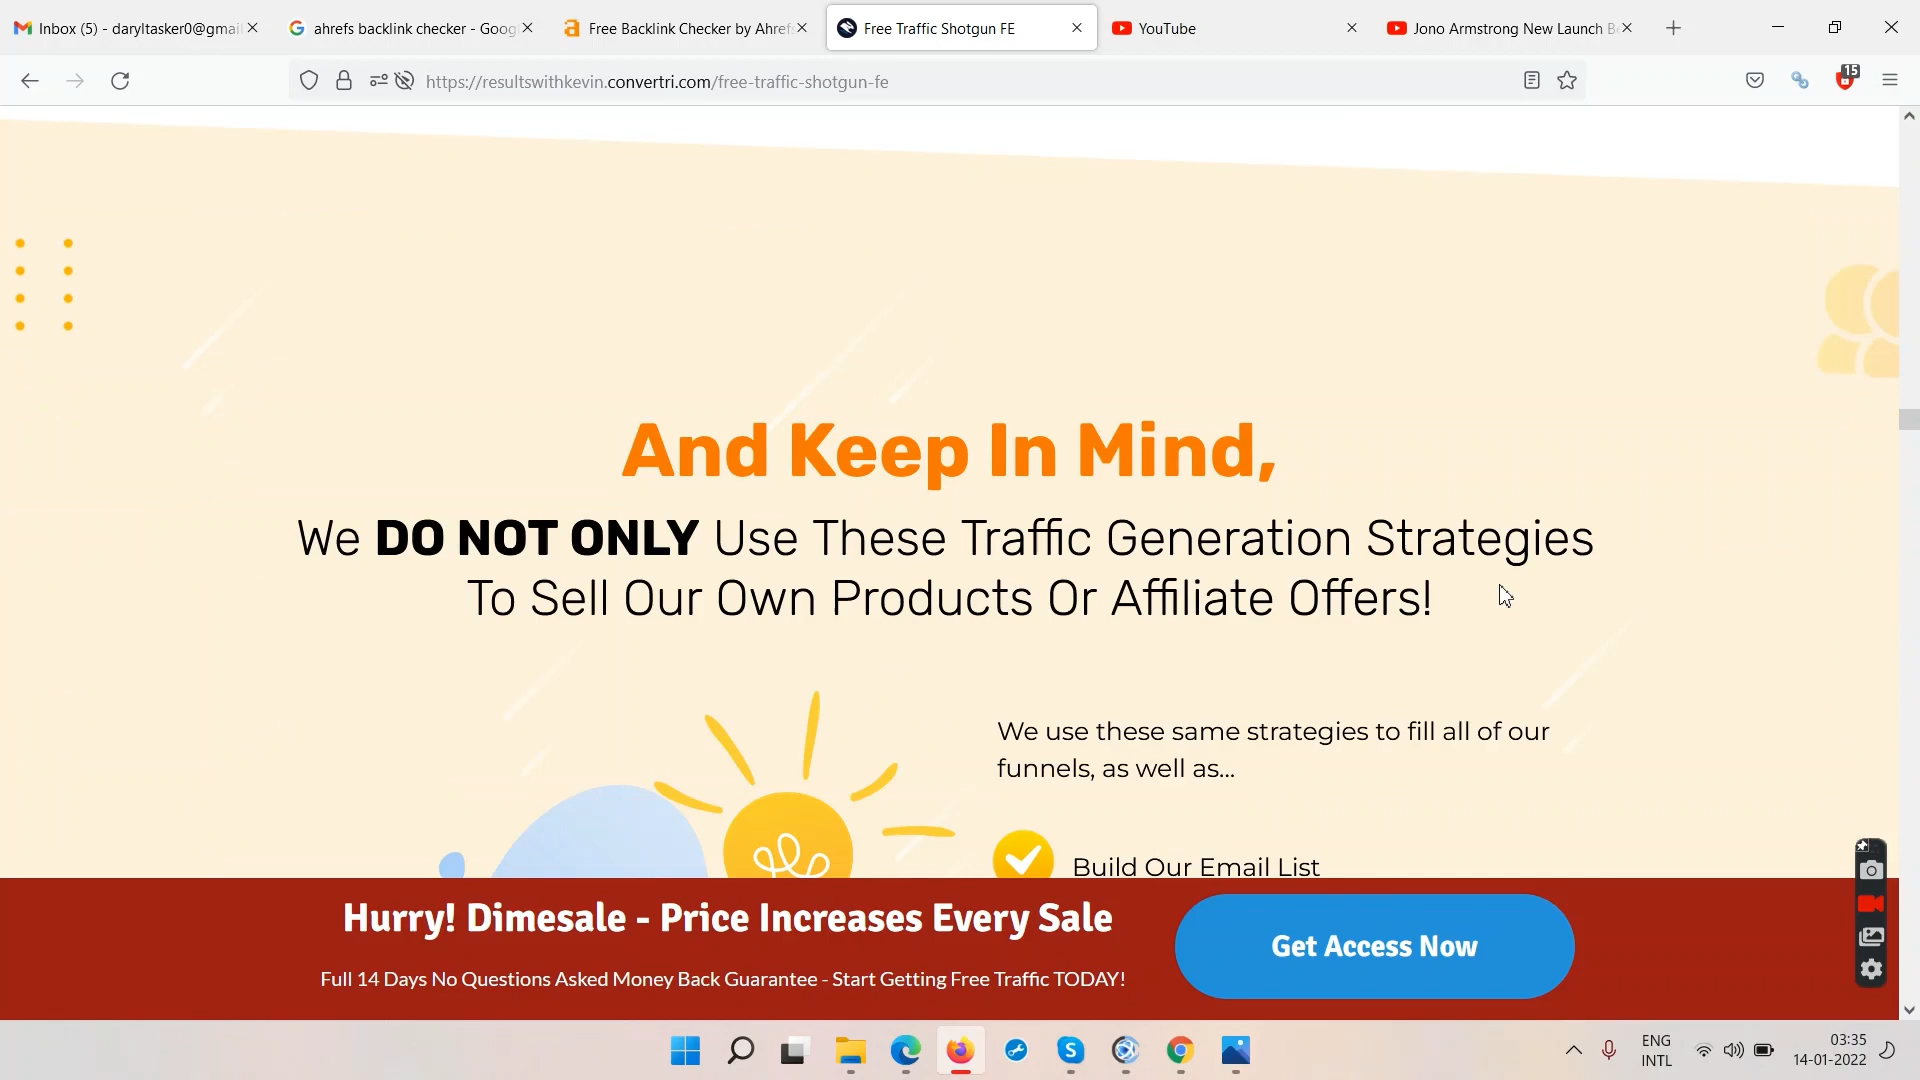 Inbox (5) - daryltasker0@gmai
ahrefs backlink checker - Goog
Free Backlink Checker by Ahrefs
Free Traffic Shotgun FE
YouTube
Jono Armstrong New Launch B
https://resultswithkevin.convertri.com/free-traffic-shotgun-fe
15
And Keep In Mind,
We DO NOT ONLY Use These Traffic Generation Strategies
To Sell Our Own Products Or Affiliate Offers!
We use these same strategies to fill all of our
funnels, as well as...
Build Our Email List
Hurry! Dimesale - Price Increases Every Sale
Full 14 Days No Questions Asked Money Back Guarantee - Start Getting Free Traffic TODAY!
Get Access Now
ENG
INTL
03:35
14-01-2022